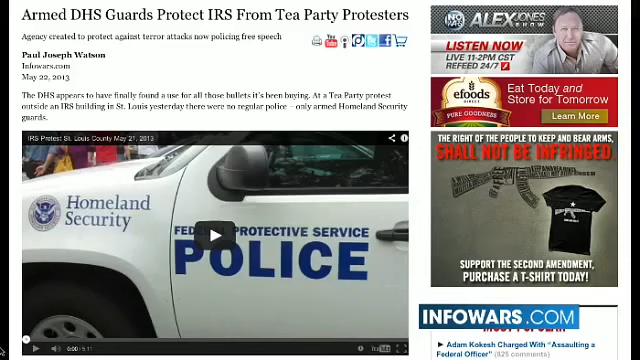 Armed DHS Guards Protect IRS From Tea Party Protesters
Agency created to protect against terror attacks now policing free speech
Paul Joseph Watson
Infowars.com
May 22, 2013
The DHS appears to have finally found a use for all those bullets it's been buying. At a Tea Party protest
outside an IRS building in St. Louis yesterday there were no regular police – only armed Homeland Security
guards.
IRS Protest St. Louis County May 21, 2013
Homeland
Security
FEDERAL PROTECTIVE SERVICE
POLICE
0:00 / 5:11
INFO
WARS
ALEX JONES
SHOW
LISTEN NOW
LIVE 11-2PM CST
REFEED 24/7
efoods
DIRECT
PURE GOODNESS
Eat Today and
Store for Tomorrow
Learn More
THE RIGHT OF THE PEOPLE TO KEEP AND BEAR ARMS,
SHALL NOT BE INFRINGED
SUPPORT THE SECOND AMENDMENT,
PURCHASE A T-SHIRT TODAY!
INFOWARS.COM
MOST POPULAR
Adam Kokesh Charged With "Assaulting a
Federal Officer" (825 comments)